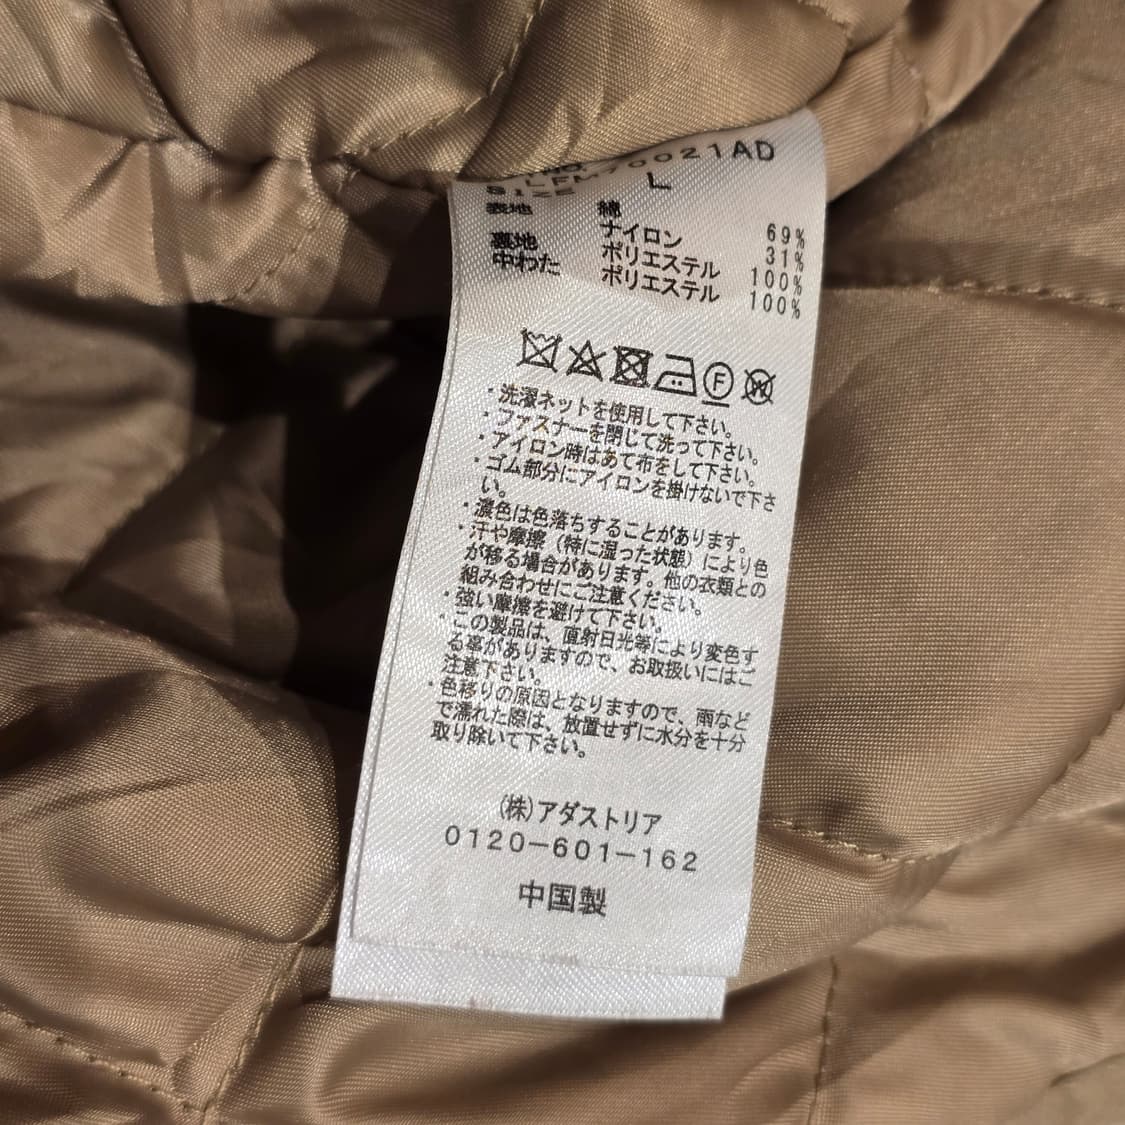 70021AD
SIZE L
表地 綿 69%
ナイロン 31%
裏地 ポリエステル 100%
中わた ポリエステル 100%
F W
・洗濯ネットを使用して下さい。
・ファスナーを閉じて洗って下さい。
・アイロン時はあて布をして下さい。
・ゴム部分にアイロンを掛けないで下さ
い。
・濃色は色落ちすることがあります。
・汗や摩擦（特に湿った状態）により色
が移る場合があります。他の衣類との
組み合わせにご注意ください。
・強い摩擦を避けて下さい。
・この製品は、直射日光等により変色す
る事がありますので、お取扱いにはご
注意下さい。
・色移りの原因となりますので、雨など
で濡れた際は、放置せずに水分を十分
取り除いて下さい。
(株)アダストリア
0120-601-162
中国製